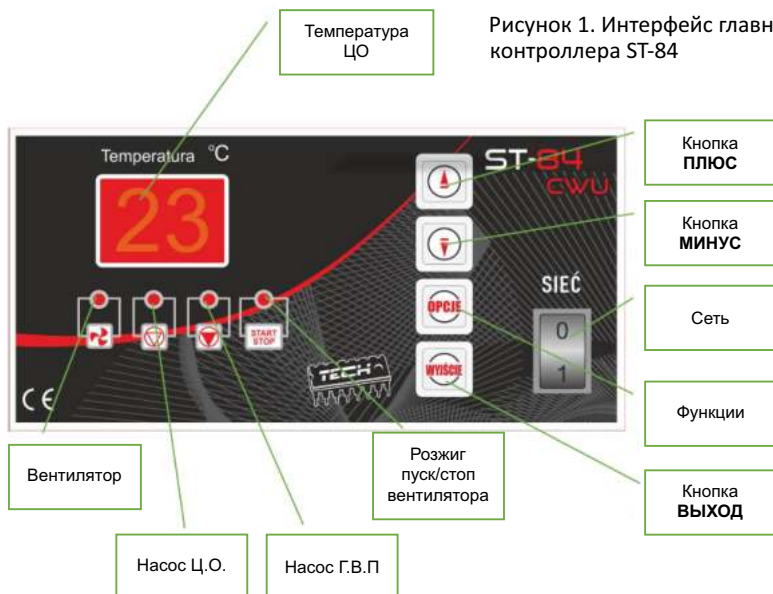 Температура
ЦО
Рисунок 1. Интерфейс главн
контроллера ST-84
Temperatura °C
23
ST-84
CWU
Кнопка
ПЛЮС
Кнопка
МИНУС
SIEĆ
0
1
Сеть
OPCJE
START
STOP
TECH
WYJŚCIE
CE
Функции
Вентилятор
Розжиг
пуск/стоп
вентилятора
Кнопка
ВЫХОД
Насос Ц.О.
Насос Г.В.П